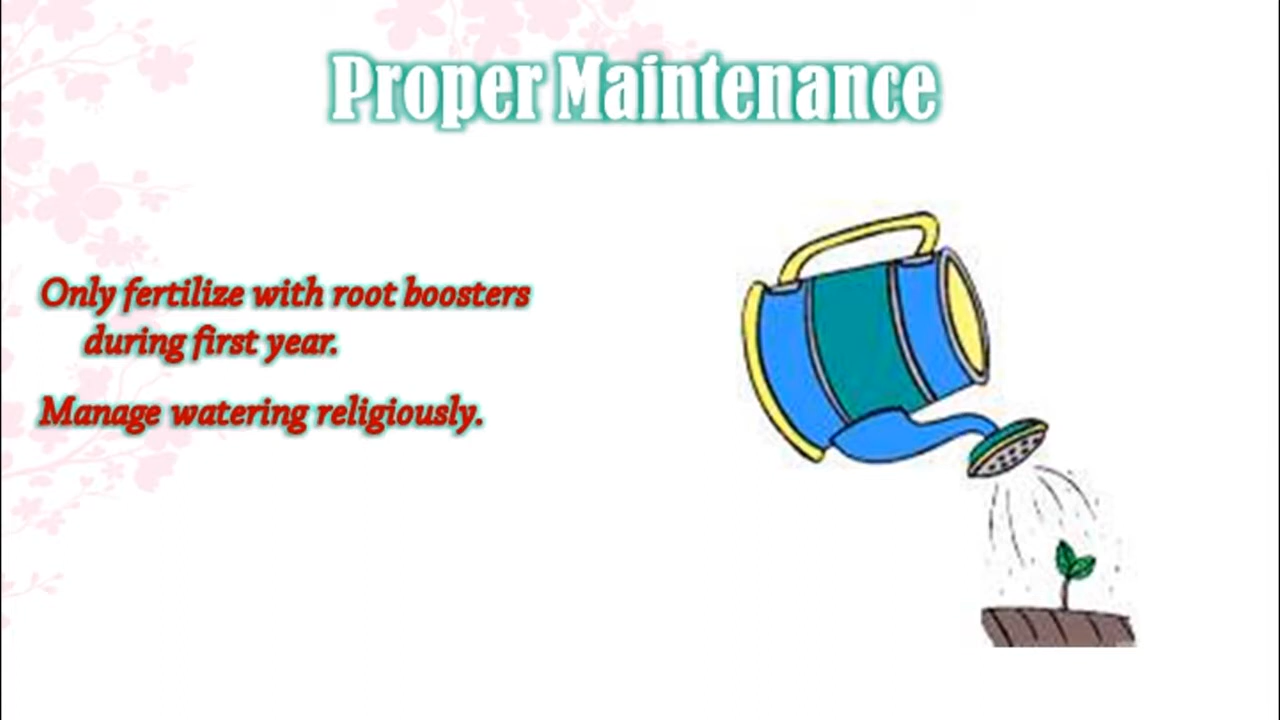 Proper Maintenance
Only fertilize with root boosters
during first year.
Manage watering religiously.